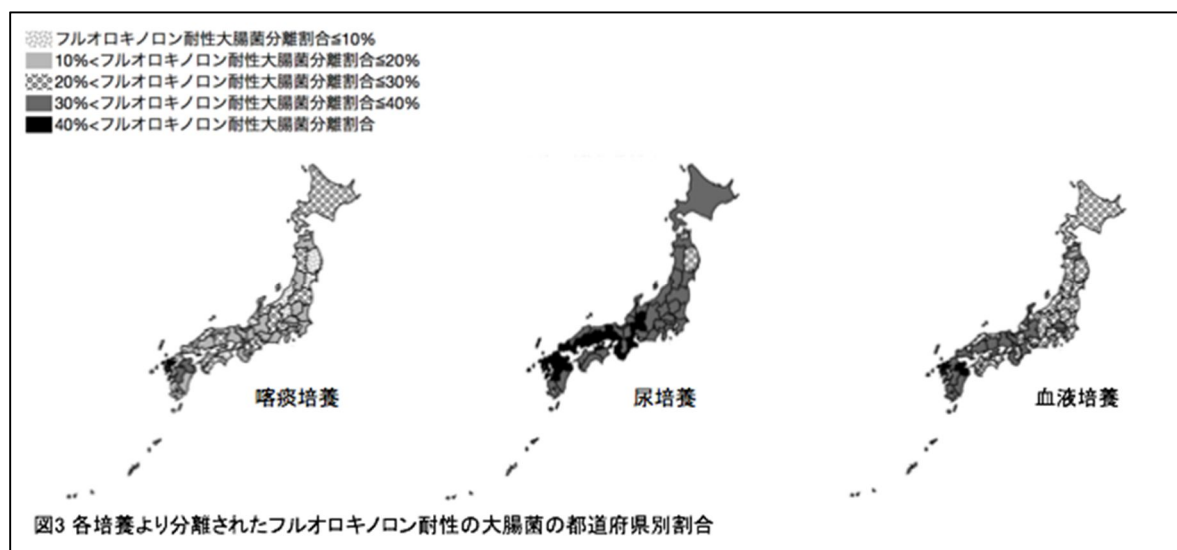 フルオロキノロン耐性大腸菌分離割合≦10%
10%<フルオロキノロン耐性大腸菌分離割合≦20%
20%<フルオロキノロン耐性大腸菌分離割合≦30%
30%<フルオロキノロン耐性大腸菌分離割合≦40%
40%<フルオロキノロン耐性大腸菌分離割合
喀痰培養
尿培養
血液培養
図3 各培養より分離されたフルオロキノロン耐性の大腸菌の都道府県別割合